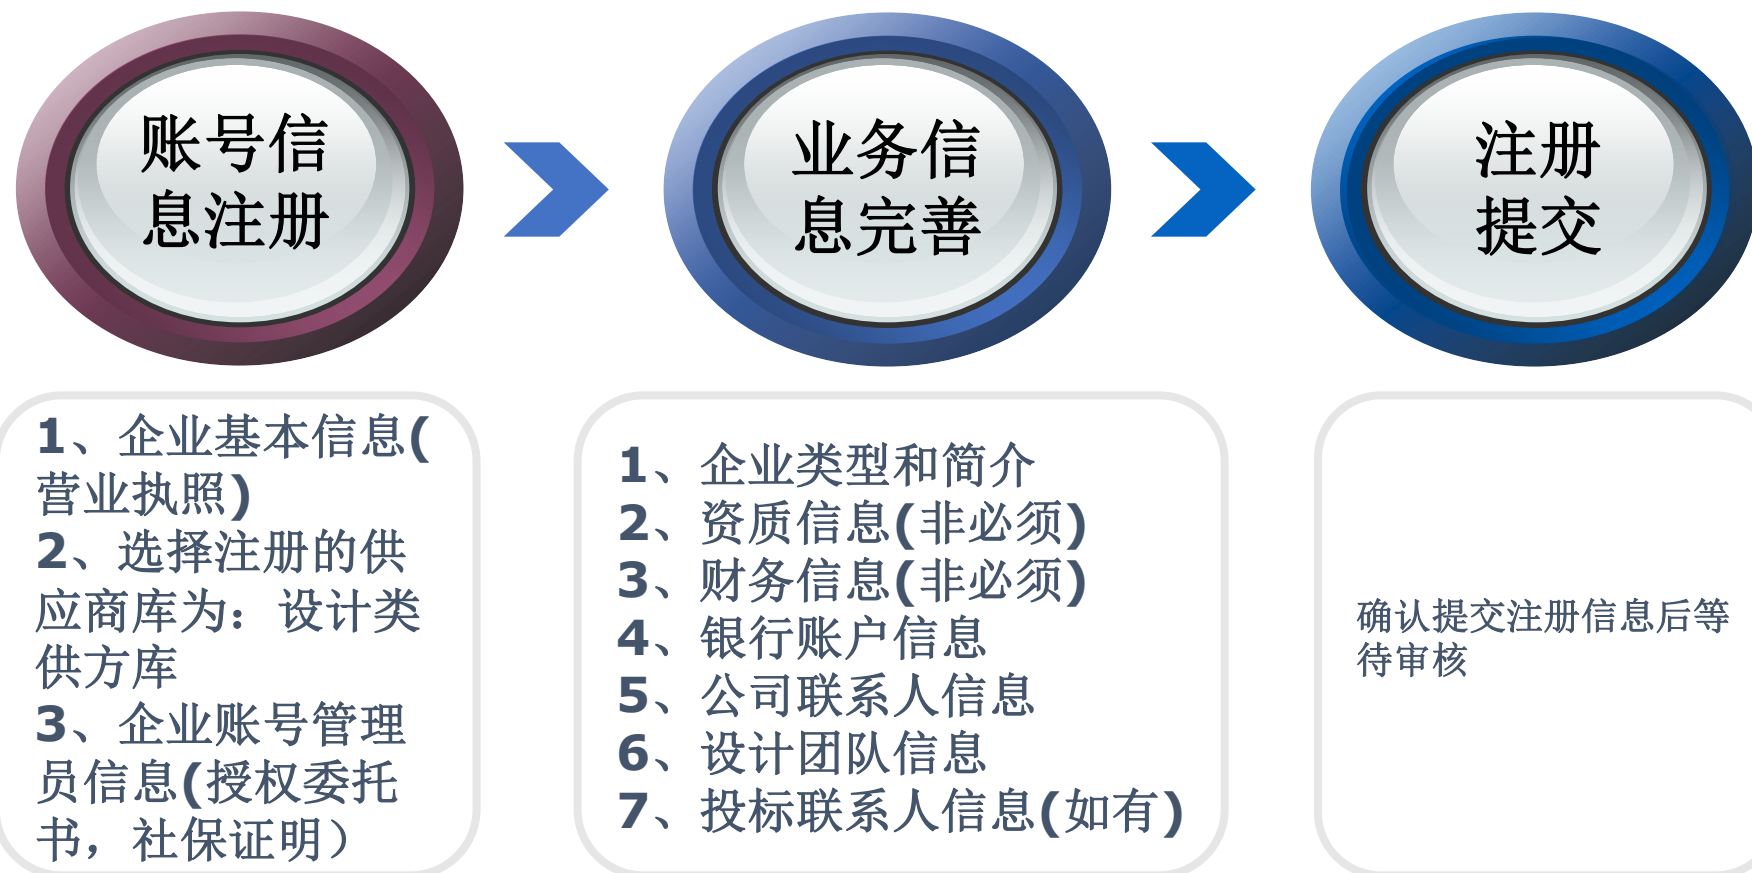 账号信
息注册
业务信
息完善
注册
提交
1、企业基本信息(
营业执照)
2、选择注册的供
应商库为：设计类
供方库
3、企业账号管理
员信息(授权委托
书，社保证明）
1、企业类型和简介
2、资质信息(非必须)
3、财务信息(非必须)
4、银行账户信息
5、公司联系人信息
6、设计团队信息
7、投标联系人信息(如有)
确认提交注册信息后等
待审核